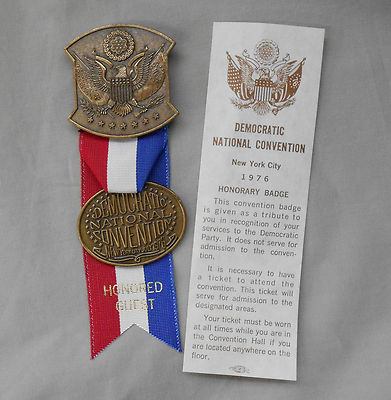 DEMOCRATIC
NATIONAL
CONVENTION
HONORED
GUEST
DEMOCRATIC
NATIONAL CONVENTION
New York City
1976
HONORARY BADGE
This convention badge
is given as a tribute to
you in recognition of your
services to the Democratic
Party. It does not serve for
admission to the conven-
tion.
It is necessary to have
a ticket to attend the
convention. This ticket will
serve for admission to the
designated areas.
Your ticket must be worn
at all times while you are in
the Convention Hall if you
are located anywhere on the
floor.